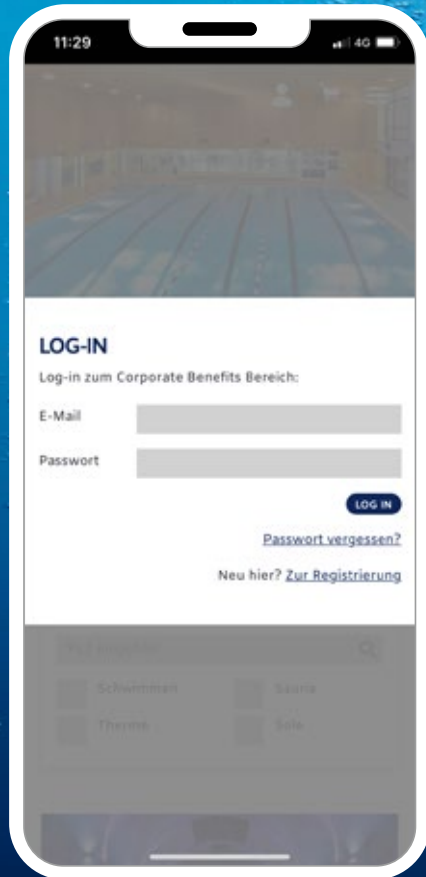 11:29
4G
LOG-IN
Log-in zum Corporate Benefits Bereich:
E-Mail
Passwort
LOG IN
Passwort vergessen?
Neu hier? Zur Registrierung
Schwimmen
Sauna
Therme
Sole